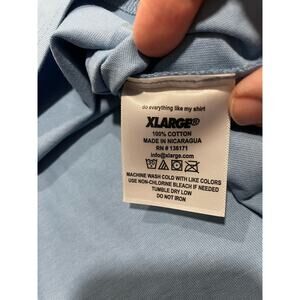 do everything like my shirt
XLARGE®
100% COTTON
MADE IN NICARAGUA
RN # 138171
info@xlarge.com
MACHINE WASH COLD WITH LIKE COLORS
USE NON-CHLORINE BLEACH IF NEEDED
TUMBLE DRY LOW
DO NOT IRON